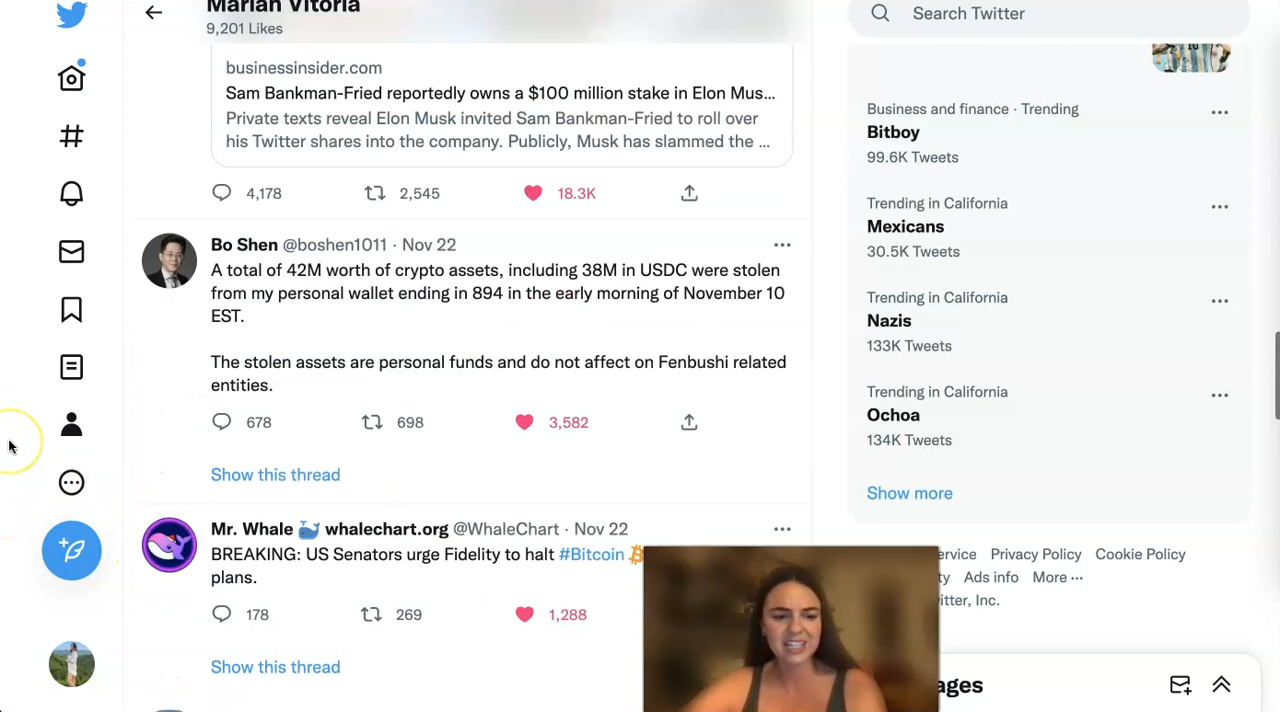 Marian Vitoria
9,201 Likes
businessinsider.com
Sam Bankman-Fried reportedly owns a $100 million stake in Elon Mus...
Private texts reveal Elon Musk invited Sam Bankman-Fried to roll over
his Twitter shares into the company. Publicly, Musk has slammed the ...
4,178 2,545 18.3K
Bo Shen @boshen1011 · Nov 22
A total of 42M worth of crypto assets, including 38M in USDC were stolen
from my personal wallet ending in 894 in the early morning of November 10
EST.
The stolen assets are personal funds and do not affect on Fenbushi related
entities.
678 698 3,582
Show this thread
Mr. Whale 🐳 whalechart.org @WhaleChart · Nov 22
BREAKING: US Senators urge Fidelity to halt #Bitcoin
plans.
178 269 1,288
Show this thread
Search Twitter
Business and finance · Trending
Bitboy
99.6K Tweets
Trending in California
Mexicans
30.5K Tweets
Trending in California
Nazis
133K Tweets
Trending in California
Ochoa
134K Tweets
Show more
ervice Privacy Policy Cookie Policy
ty Ads info More ···
itter, Inc.
ages